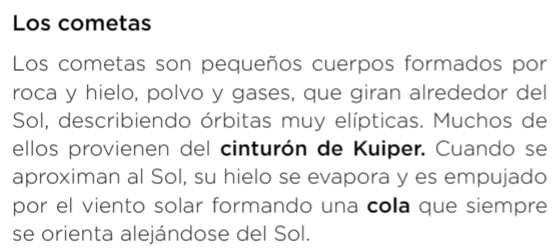 Los cometas
Los cometas son pequeños cuerpos formados por
roca y hielo, polvo y gases, que giran alrededor del
Sol, describiendo órbitas muy elípticas. Muchos de
ellos provienen del cinturón de Kuiper. Cuando se
aproximan al Sol, su hielo se evapora y es empujado
por el viento solar formando una cola que siempre
se orienta alejándose del Sol.